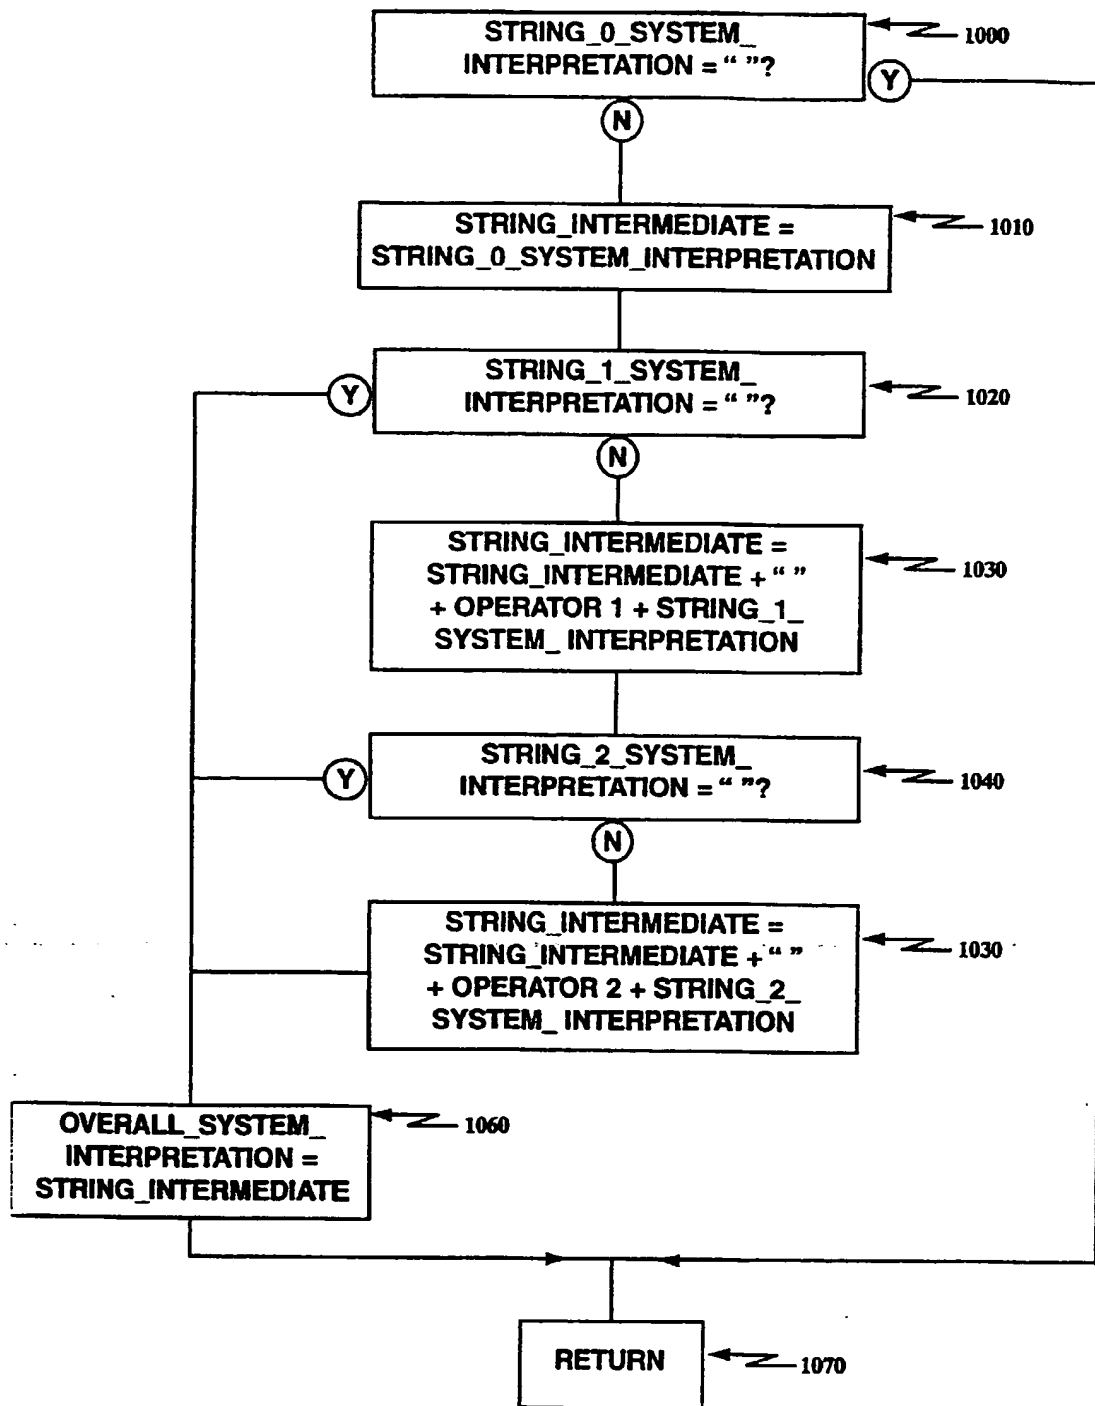 STRING_0_SYSTEM_
INTERPRETATION = “ ”?
1000
Y
N
STRING_INTERMEDIATE =
STRING_0_SYSTEM_INTERPRETATION
1010
STRING_1_SYSTEM_
INTERPRETATION = “ ”?
1020
Y
N
STRING_INTERMEDIATE =
STRING_INTERMEDIATE + “ ”
+ OPERATOR 1 + STRING_1_
SYSTEM_ INTERPRETATION
1030
STRING_2_SYSTEM_
INTERPRETATION = “ ”?
1040
Y
N
STRING_INTERMEDIATE =
STRING_INTERMEDIATE + “ ”
+ OPERATOR 2 + STRING_2_
SYSTEM_ INTERPRETATION
1030
OVERALL_SYSTEM_
INTERPRETATION =
STRING_INTERMEDIATE
1060
RETURN
1070